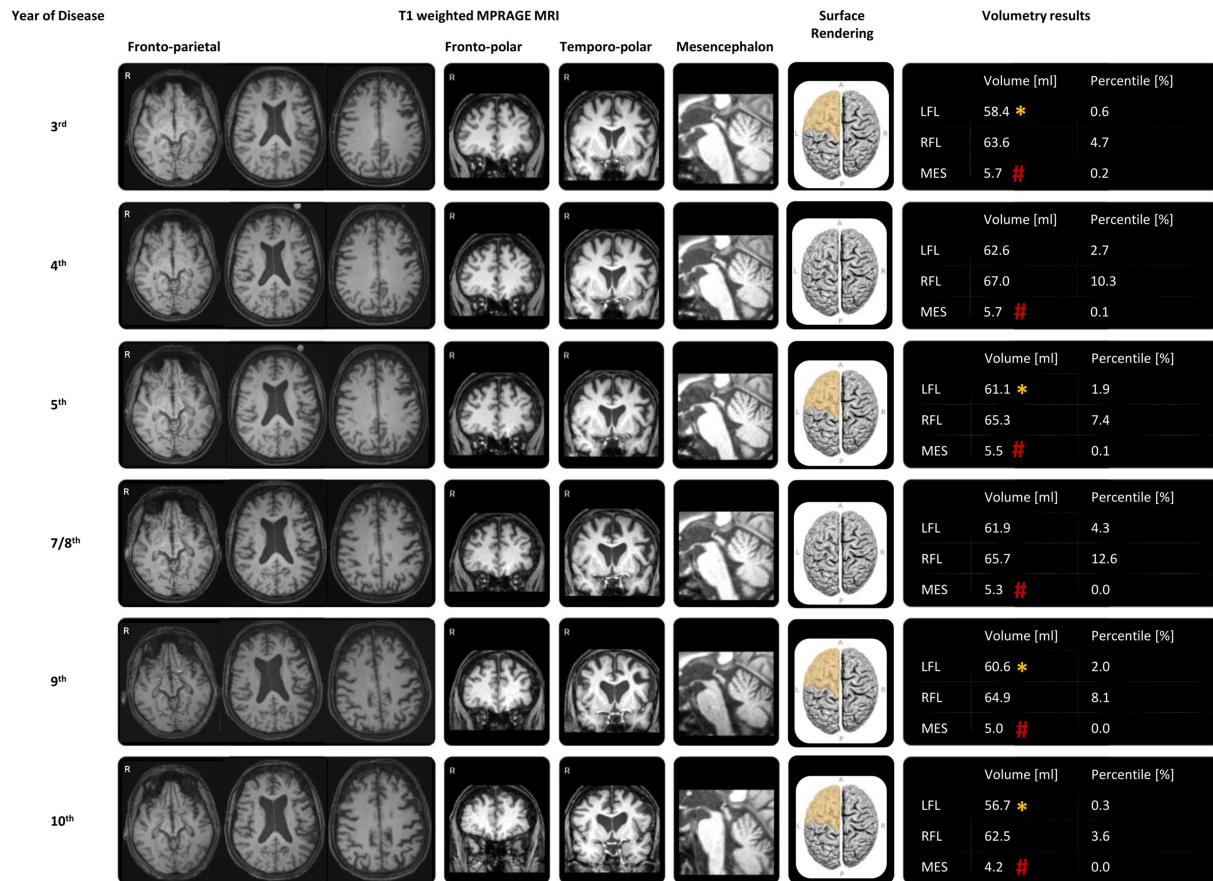 Year of Disease T1 weighted MPRAGE MRI Surface Rendering Volumetry results
Fronto-parietal Fronto-polar Temporo-polar Mesencephalon
3rd
R R R A L R P
Volume [ml] Percentile [%]
LFL 58.4 * 0.6
RFL 63.6 4.7
MES 5.7 # 0.2
4th
R R R A L R P
Volume [ml] Percentile [%]
LFL 62.6 2.7
RFL 67.0 10.3
MES 5.7 # 0.1
5th
R R R A L R P
Volume [ml] Percentile [%]
LFL 61.1 * 1.9
RFL 65.3 7.4
MES 5.5 # 0.1
7/8th
R R R A L R P
Volume [ml] Percentile [%]
LFL 61.9 4.3
RFL 65.7 12.6
MES 5.3 # 0.0
9th
R R R A L R P
Volume [ml] Percentile [%]
LFL 60.6 * 2.0
RFL 64.9 8.1
MES 5.0 # 0.0
10th
R R R A L R P
Volume [ml] Percentile [%]
LFL 56.7 * 0.3
RFL 62.5 3.6
MES 4.2 # 0.0